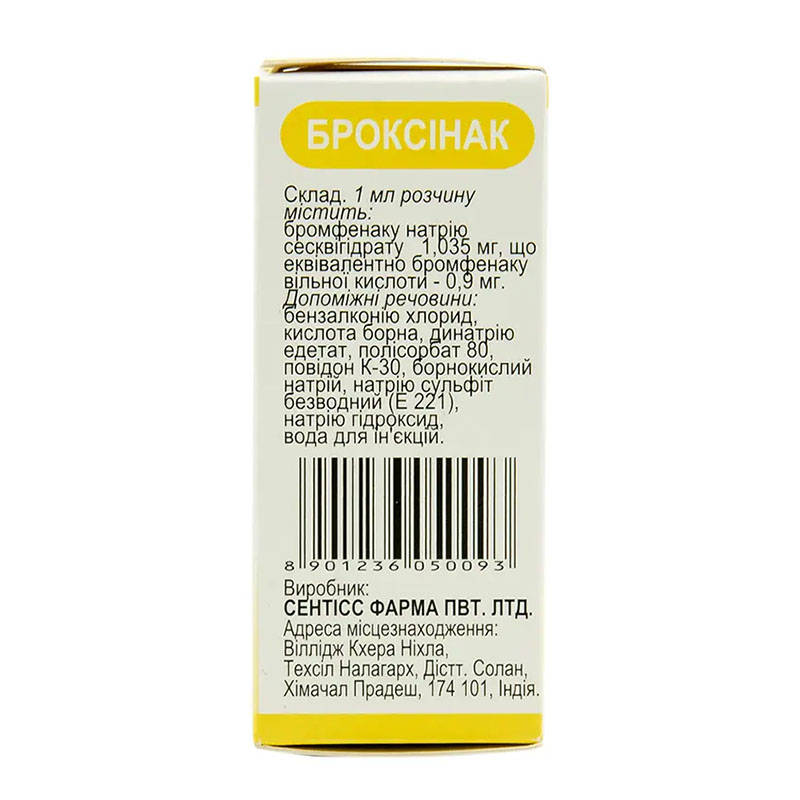 БРОКСІНАК
Склад. 1 мл розчину
містить:
бромфенаку натрію
сесквігідрату 1,035 мг, що
еквівалентно бромфенаку
вільної кислоти - 0,9 мг.
Допоміжні речовини:
бензалконію хлорид,
кислота борна, динатрію
едетат, полісорбат 80,
повідон К-30, борнокислий
натрій, натрію сульфіт
безводний (Е 221),
натрію гідроксид,
вода для ін'єкцій.
8 901236 050093
Виробник:
СЕНТІСС ФАРМА ПВТ. ЛТД.
Адреса місцезнаходження:
Віллідж Кхера Ніхла,
Техсіл Налагарх, Дістт. Солан,
Хімачал Прадеш, 174 101, Індія.